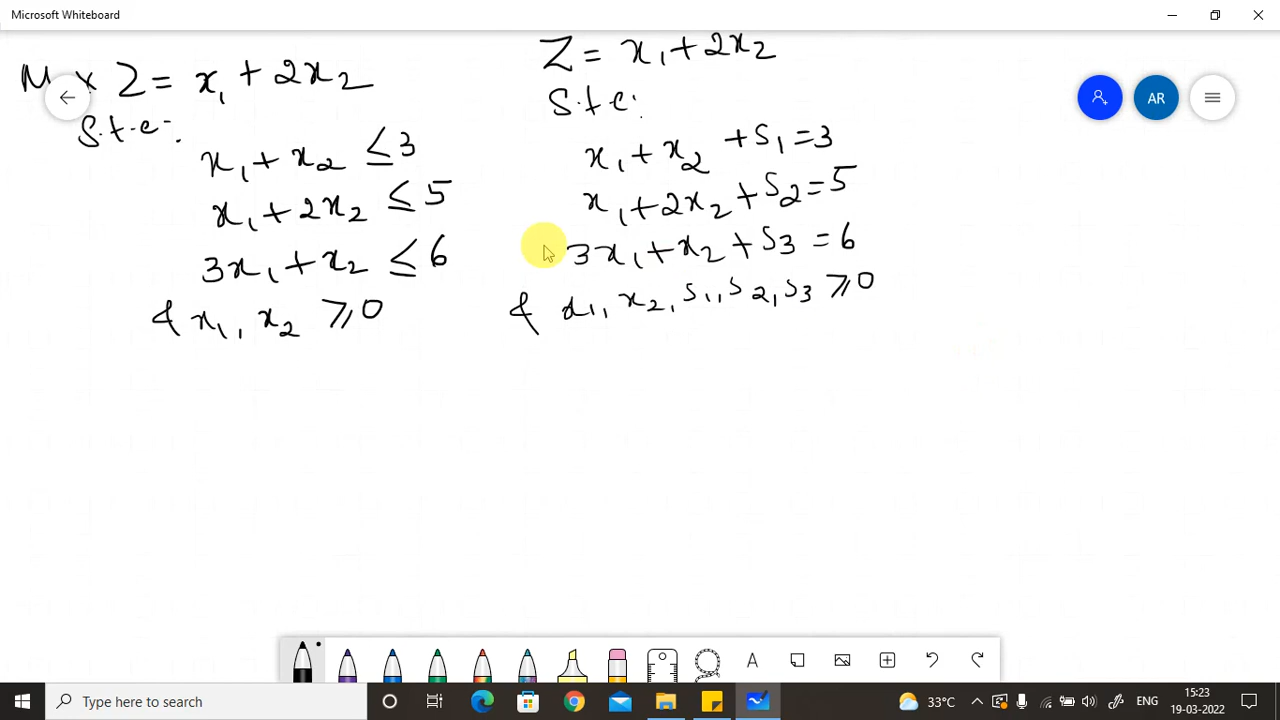 Microsoft Whiteboard
Z = x₁ + 2x₂
s.t.c:
x₁ + x₂ ≤ 3
x₁ + 2x₂ ≤ 5
3x₁ + x₂ ≤ 6
& x₁, x₂ ≥ 0
Z = x₁ + 2x₂
s.t.c:
x₁ + x₂ + s₁ = 3
x₁ + 2x₂ + s₂ = 5
3x₁ + x₂ + s₃ = 6
& x₁, x₂, s₁, s₂, s₃ ≥ 0
AR
A
Type here to search
33°C
ENG
15:23
19-03-2022